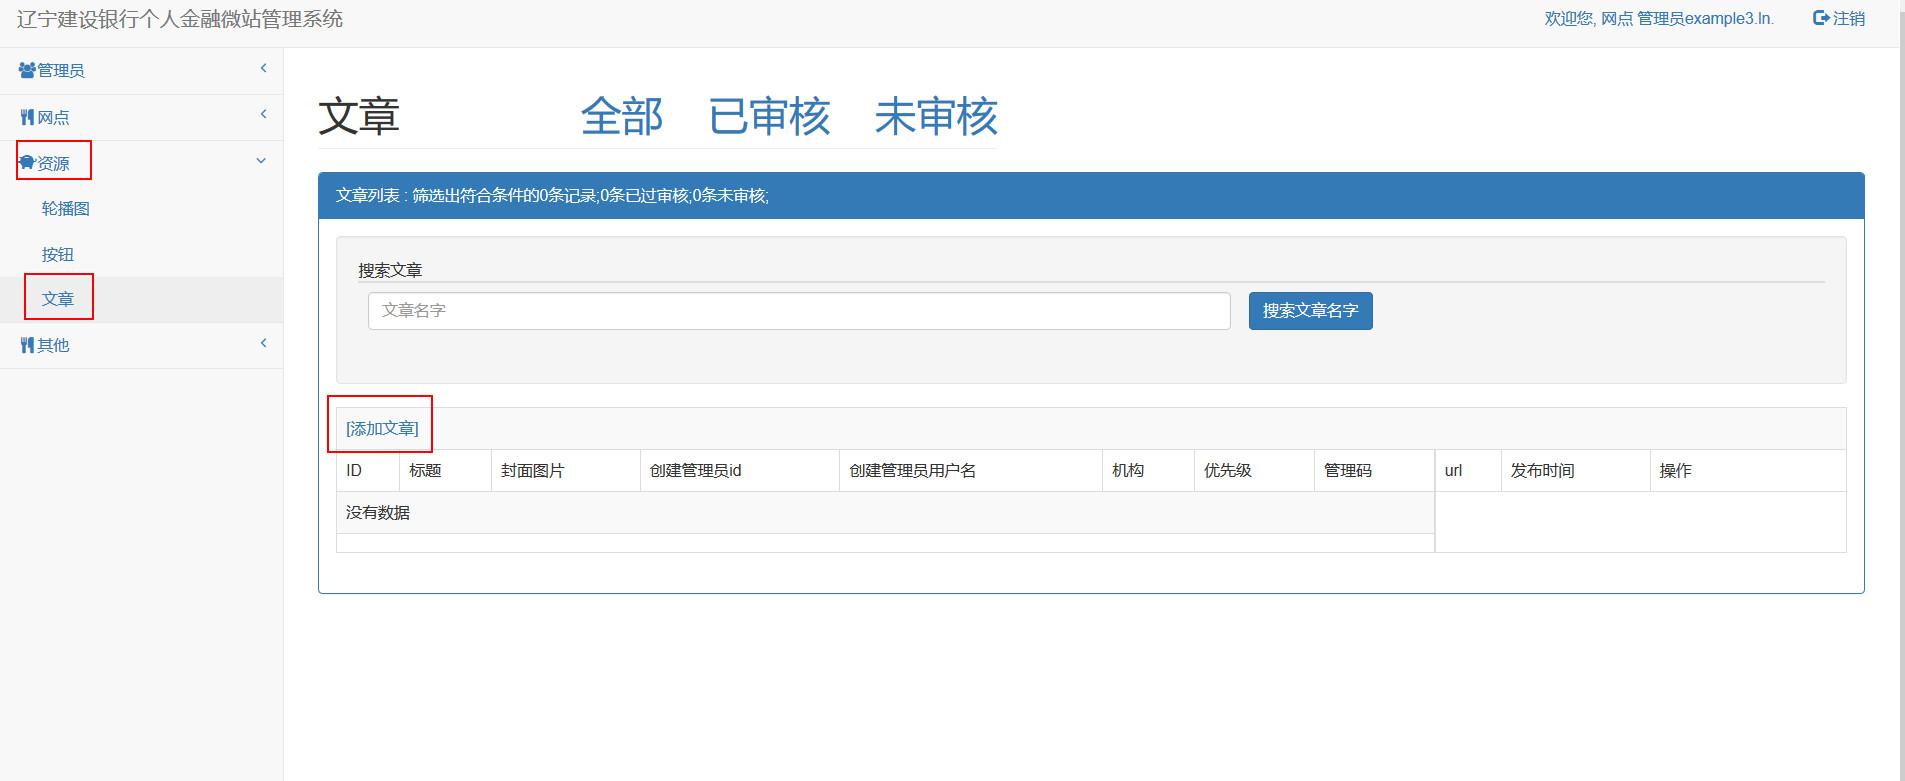 辽宁建设银行个人金融微站管理系统
欢迎您, 网点 管理员example3.ln.
注销
管理员
网点
资源
轮播图
按钮
文章
其他
文章 全部 已审核 未审核
文章列表 : 筛选出符合条件的0条记录;0条已过审核;0条未审核;
搜索文章
文章名字 搜索文章名字
[添加文章]
ID 标题 封面图片 创建管理员id 创建管理员用户名 机构 优先级 管理码 url 发布时间 操作
没有数据